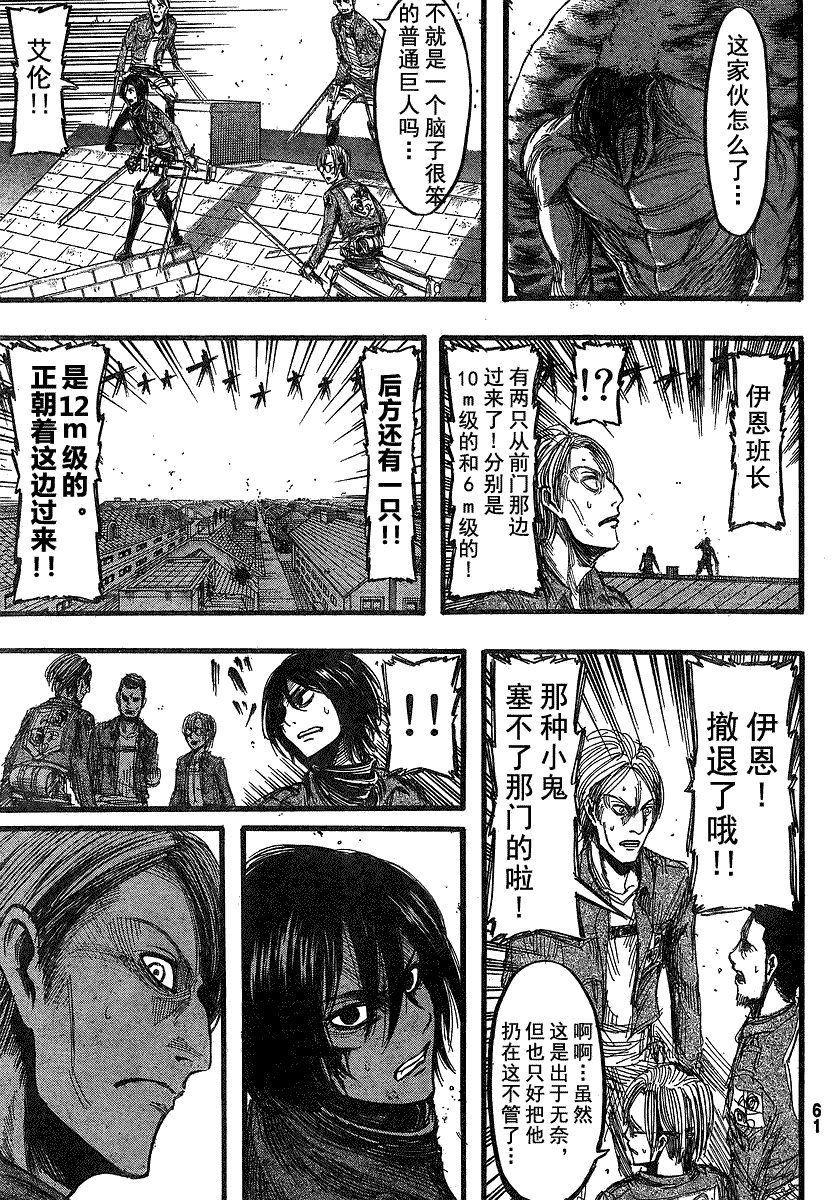 这家伙怎么了…
不就是一个脑子很笨
的普通巨人吗…
艾伦!!
伊恩班长
!?
有两只从前门那边
过来了！分别是
10m级的和6m级的！
后方还有一只!!
是12m级的。
正朝着这边过来!!
伊恩！
撤退了哦!!
那种小鬼
塞不了那门的啦！
啊啊…虽然
这是出于无奈，
但也只好把他
扔在这不管了…
!!
61